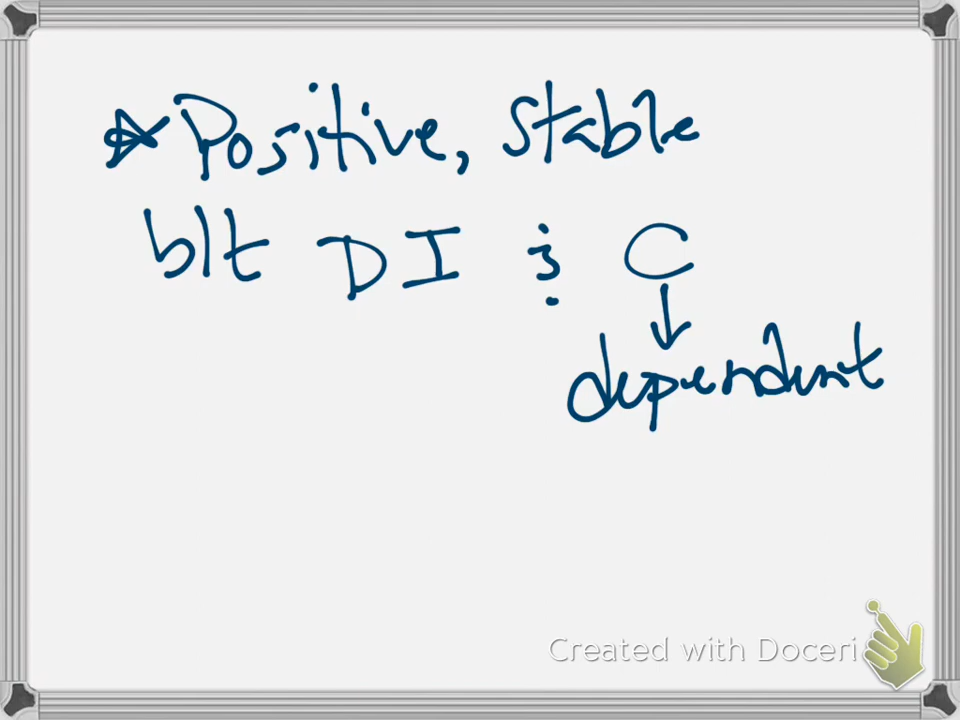 ☆ Positive, Stable
b/t DI & C
↓
dependent
Created with Doceri